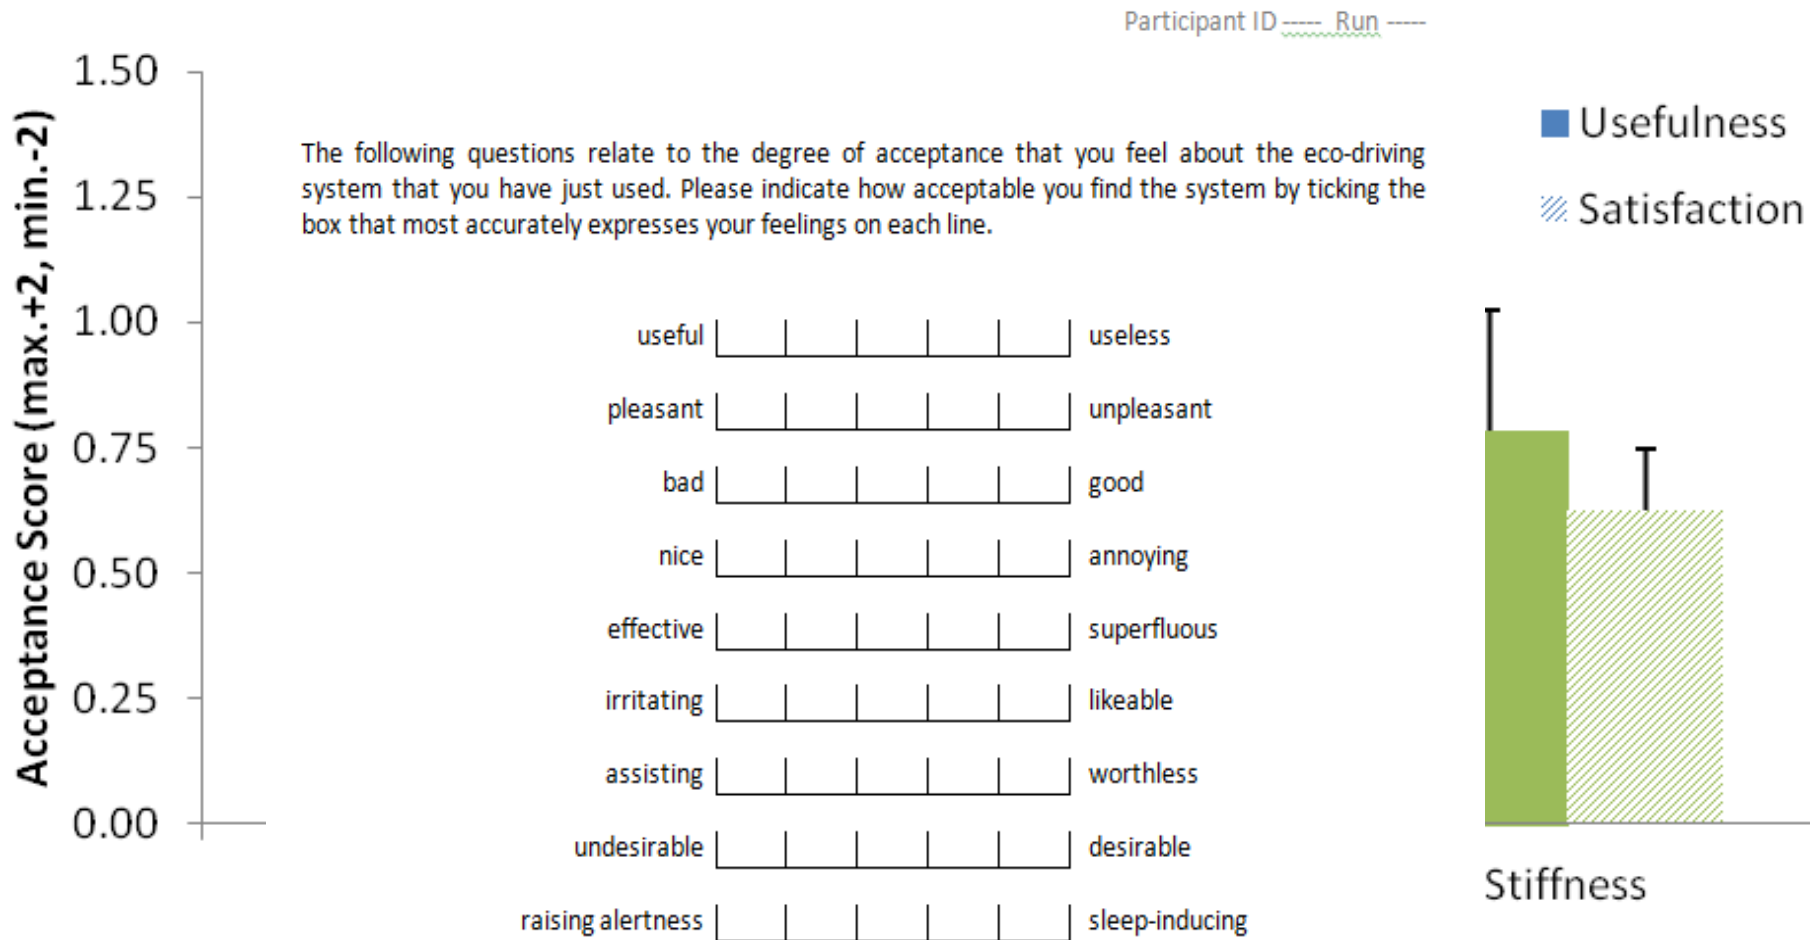 Participant ID ----- Run -----
1.50
1.25
1.00
0.75
0.50
0.25
0.00
Acceptance Score (max.+2, min.-2)
The following questions relate to the degree of acceptance that you feel about the eco-driving
system that you have just used. Please indicate how acceptable you find the system by ticking the
box that most accurately expresses your feelings on each line.
useful useless
pleasant unpleasant
bad good
nice annoying
effective superfluous
irritating likeable
assisting worthless
undesirable desirable
raising alertness sleep-inducing
Usefulness
Satisfaction
Stiffness